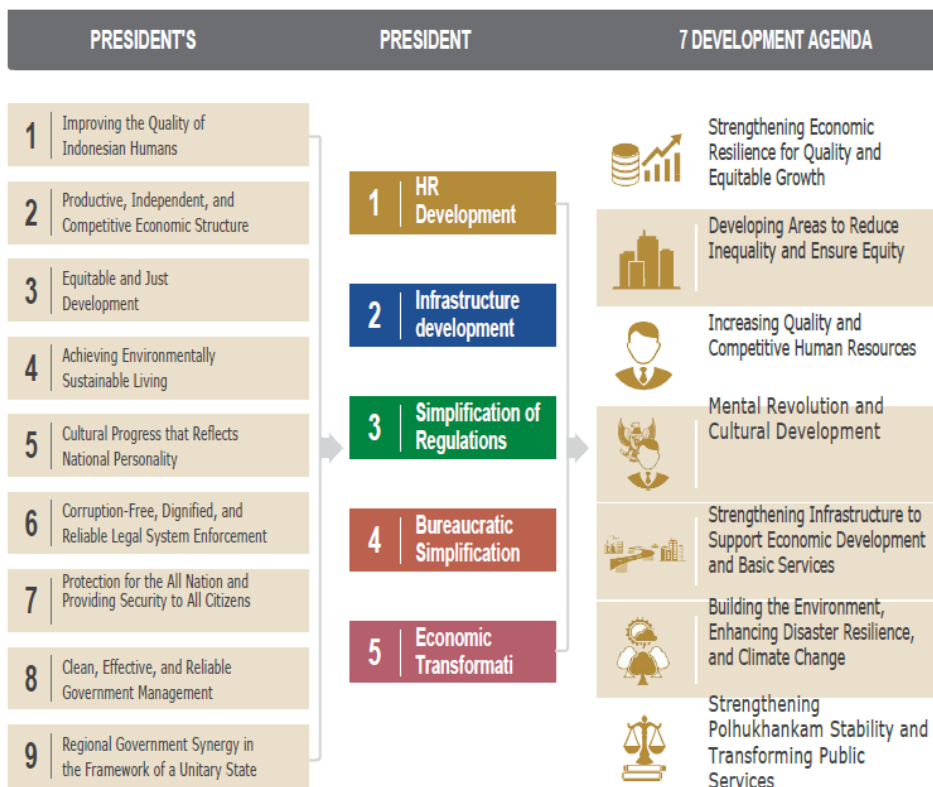 PRESIDENT'S
PRESIDENT
7 DEVELOPMENT AGENDA
1
Improving the Quality of
Indonesian Humans
2
Productive, Independent, and
Competitive Economic Structure
3
Equitable and Just
Development
4
Achieving Environmentally
Sustainable Living
5
Cultural Progress that Reflects
National Personality
6
Corruption-Free, Dignified, and
Reliable Legal System Enforcement
7
Protection for the All Nation and
Providing Security to All Citizens
8
Clean, Effective, and Reliable
Government Management
9
Regional Government Synergy in
the Framework of a Unitary State
1
HR
Development
2
Infrastructure
development
3
Simplification of
Regulations
4
Bureaucratic
Simplification
5
Economic
Transformati
Strengthening Economic
Resilience for Quality and
Equitable Growth
Developing Areas to Reduce
Inequality and Ensure Equity
Increasing Quality and
Competitive Human Resources
Mental Revolution and
Cultural Development
Strengthening Infrastructure to
Support Economic Development
and Basic Services
Building the Environment,
Enhancing Disaster Resilience,
and Climate Change
Strengthening
Polhukhankam Stability and
Transforming Public
Services